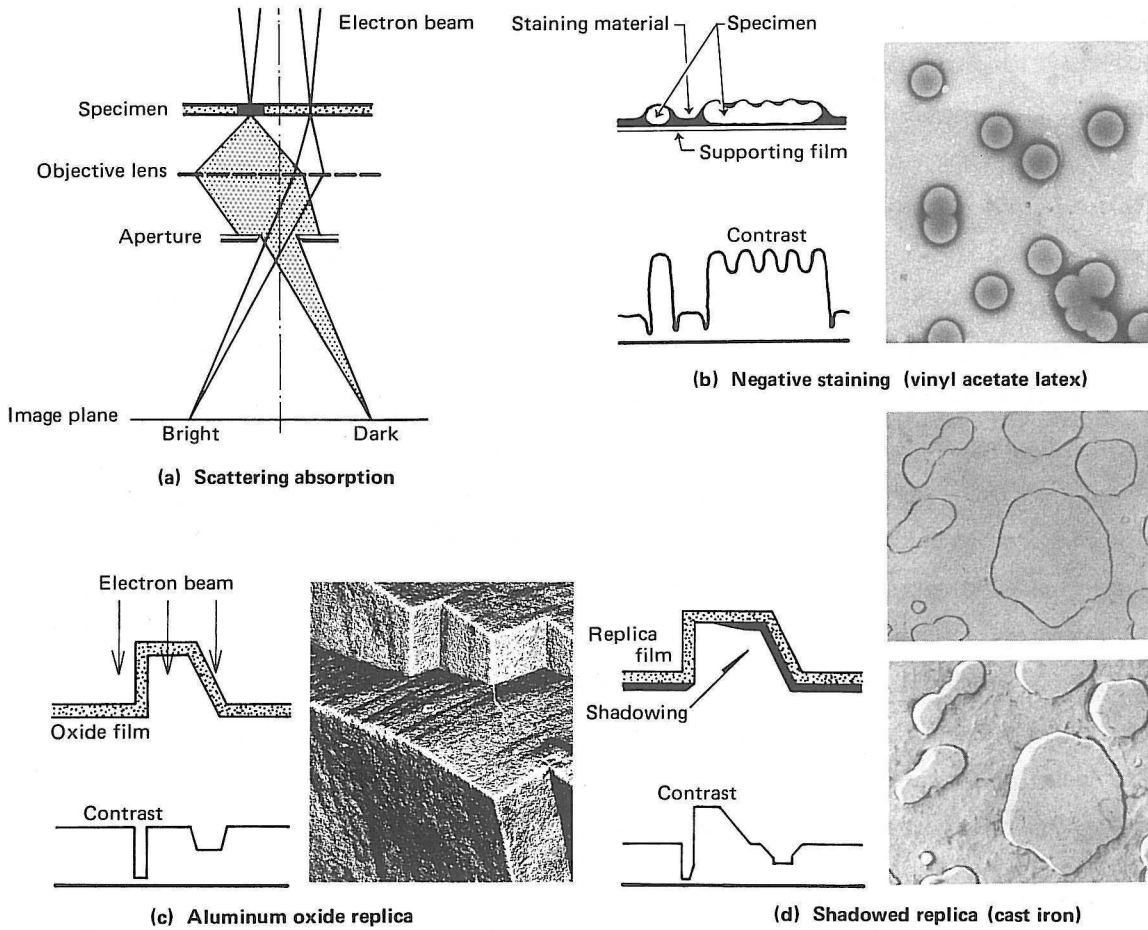 Electron beam
Specimen
Objective lens
Aperture
Image plane
Bright
Dark
(a) Scattering absorption
Staining material
Specimen
Supporting film
Contrast
(b) Negative staining (vinyl acetate latex)
Electron beam
Oxide film
Contrast
(c) Aluminum oxide replica
Replica
film
Shadowing
Contrast
(d) Shadowed replica (cast iron)